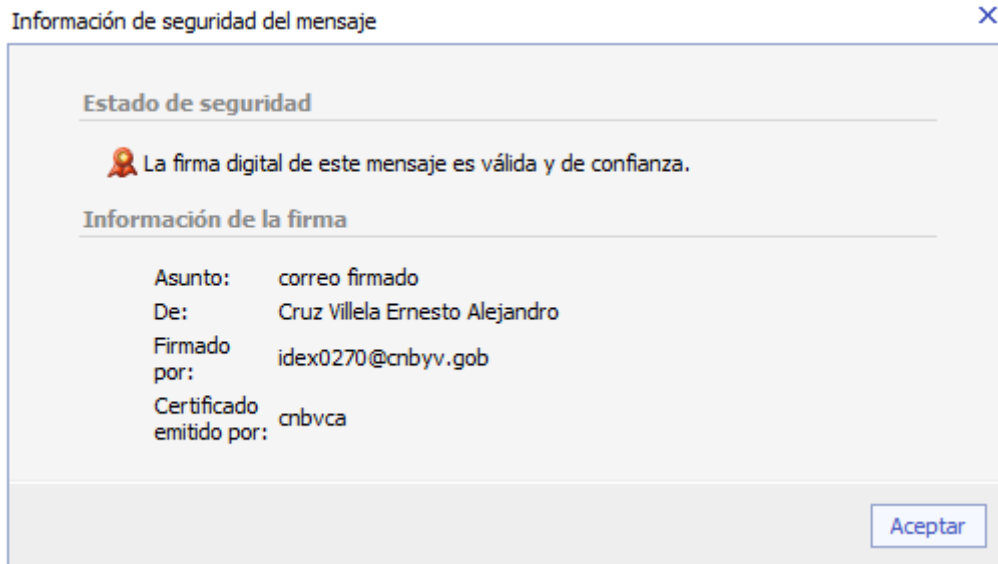 Información de seguridad del mensaje
Estado de seguridad
La firma digital de este mensaje es válida y de confianza.
Información de la firma
Asunto: correo firmado
De: Cruz Villela Ernesto Alejandro
Firmado
por: idex0270@cnbyv.gob
Certificado
emitido por: cnbvca
Aceptar